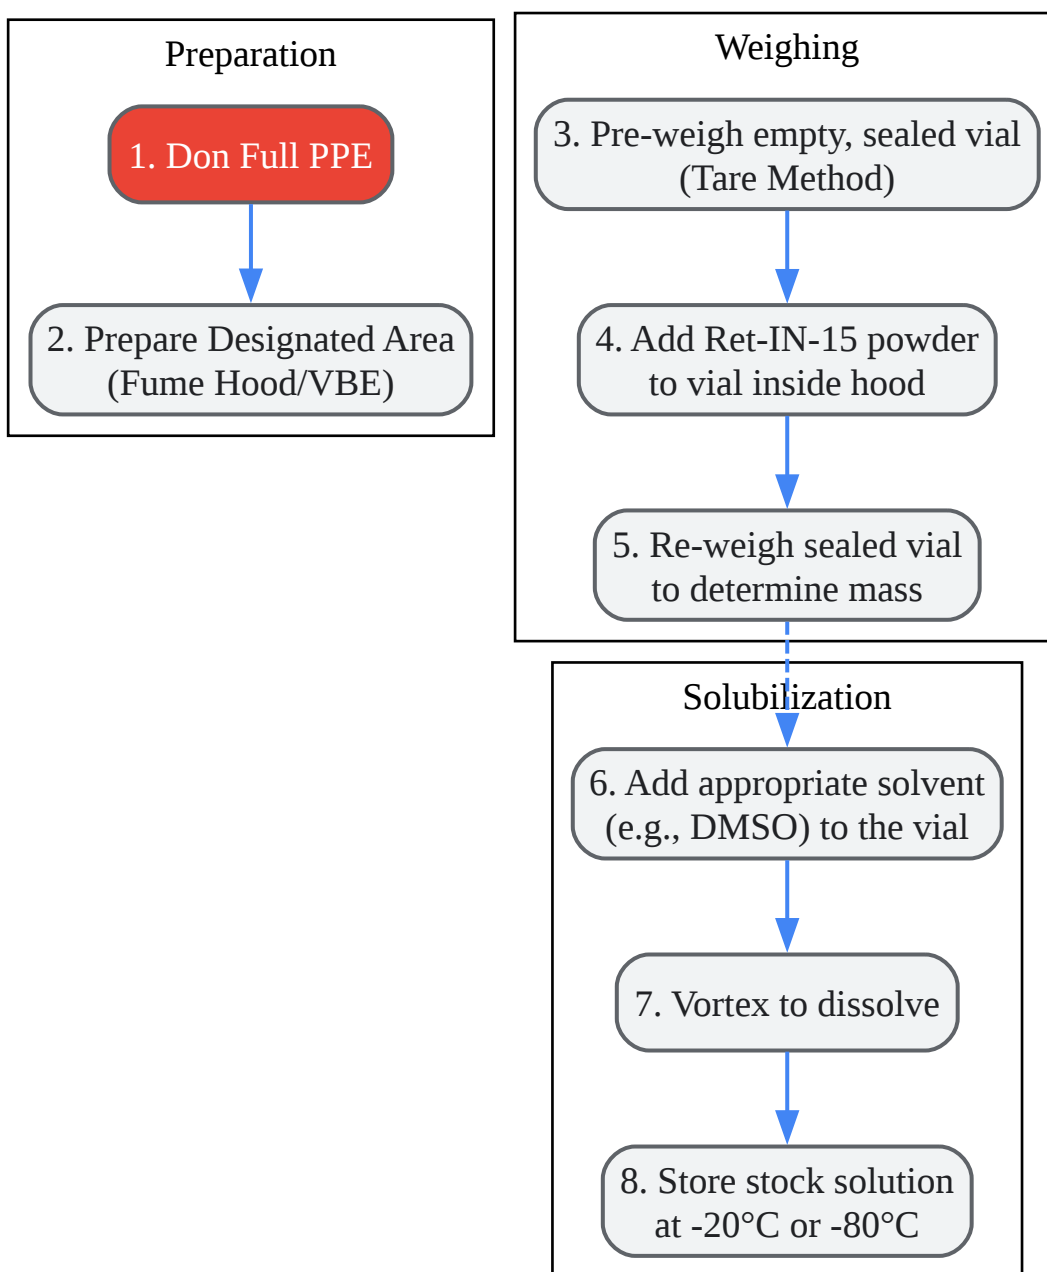 Preparation
1. Don Full PPE
2. Prepare Designated Area
(Fume Hood/VBE)
Weighing
3. Pre-weigh empty, sealed vial
(Tare Method)
4. Add Ret-IN-15 powder
to vial inside hood
5. Re-weigh sealed vial
to determine mass
Solubilization
6. Add appropriate solvent
(e.g., DMSO) to the vial
7. Vortex to dissolve
8. Store stock solution
at -20°C or -80°C